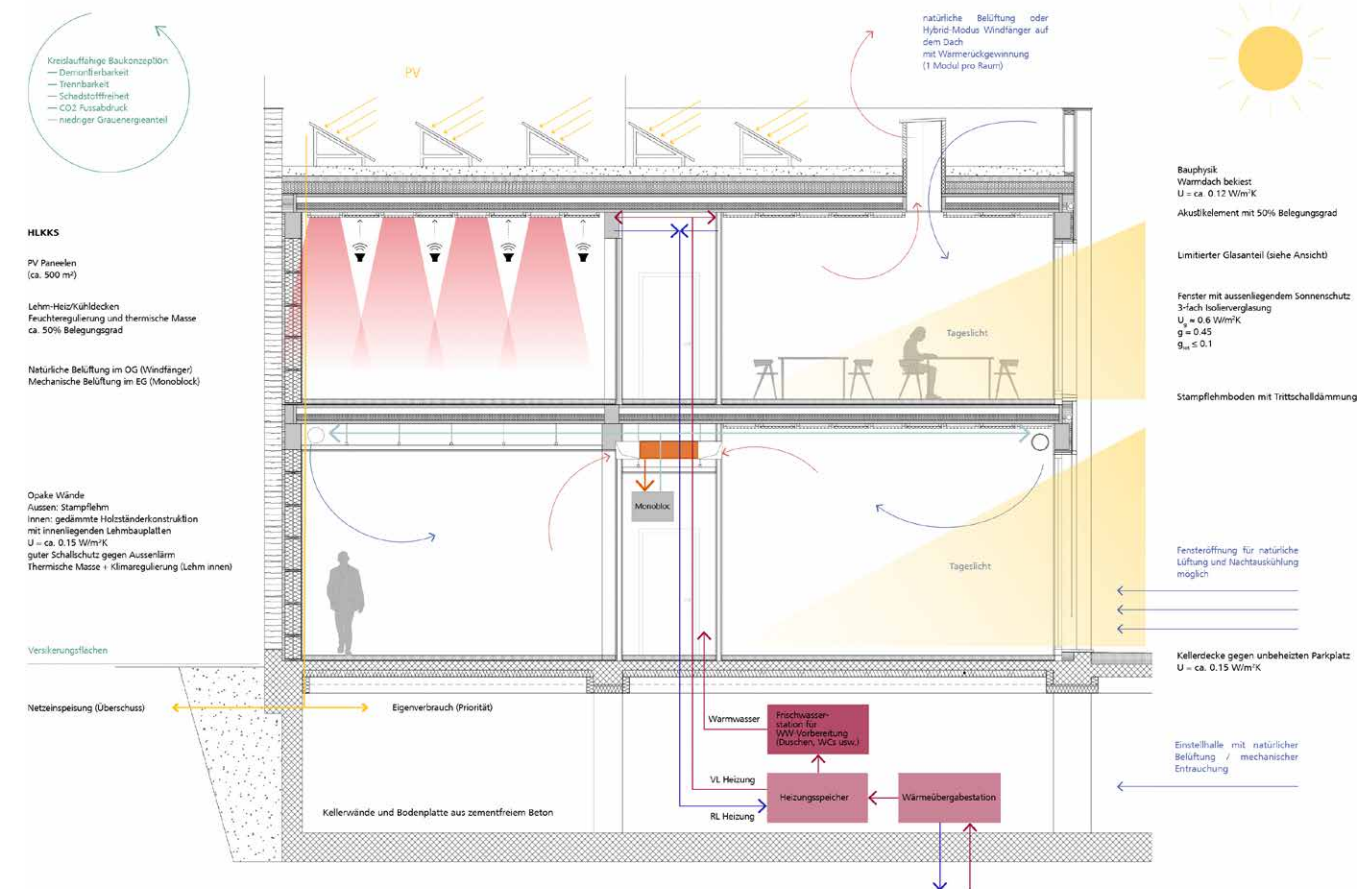 Kreislauffähige Baukonzeption
— Demontierbarkeit
— Trennbarkeit
— Schadstofffreiheit
— CO2 Fussabdruck
— niedriger Grauenergieanteil
PV
natürliche Belüftung oder
Hybrid-Modus Windfänger auf
dem Dach
mit Wärmerückgewinnung
(1 Modul pro Raum)
HLKKS
PV Paneelen
(ca. 500 m²)
Lehm-Heiz/Kühldecken
Feuchteregulierung und thermische Masse
ca. 50% Belegungsgrad
Natürliche Belüftung im OG (Windfänger)
Mechanische Belüftung im EG (Monoblock)
Opake Wände
Aussen: Stampflehm
Innen: gedämmte Holzständerkonstruktion
mit innenliegenden Lehmbauplatten
U = ca. 0.15 W/m²K
guter Schallschutz gegen Aussenlärm
Thermische Masse + Klimaregulierung (Lehm innen)
Versikerungsflächen
Netzeinspeisung (Überschuss)
Eigenverbrauch (Priorität)
Kellerwände und Bodenplatte aus zementfreiem Beton
Tageslicht
Monobloc
Tageslicht
Warmwasser
Frischwasser-
station für
WW-Vorbereitung
(Duschen, WCs usw.)
VL Heizung
RL Heizung
Heizungsspeicher
Wärmeübergabestation
Bauphysik
Warmdach bekiest
U = ca. 0.12 W/m²K
Akustikelement mit 50% Belegungsgrad
Limitierter Glasanteil (siehe Ansicht)
Fenster mit aussenliegendem Sonnenschutz
3-fach Isolierverglasung
Ug = 0.6 W/m²K
g = 0.45
gtot ≤ 0.1
Stampflehmboden mit Trittschalldämmung
Fensteröffnung für natürliche
Lüftung und Nachtauskühlung
möglich
Kellerdecke gegen unbeheizten Parkplatz
U = ca. 0.15 W/m²K
Einstellhalle mit natürlicher
Belüftung / mechanischer
Entrauchung